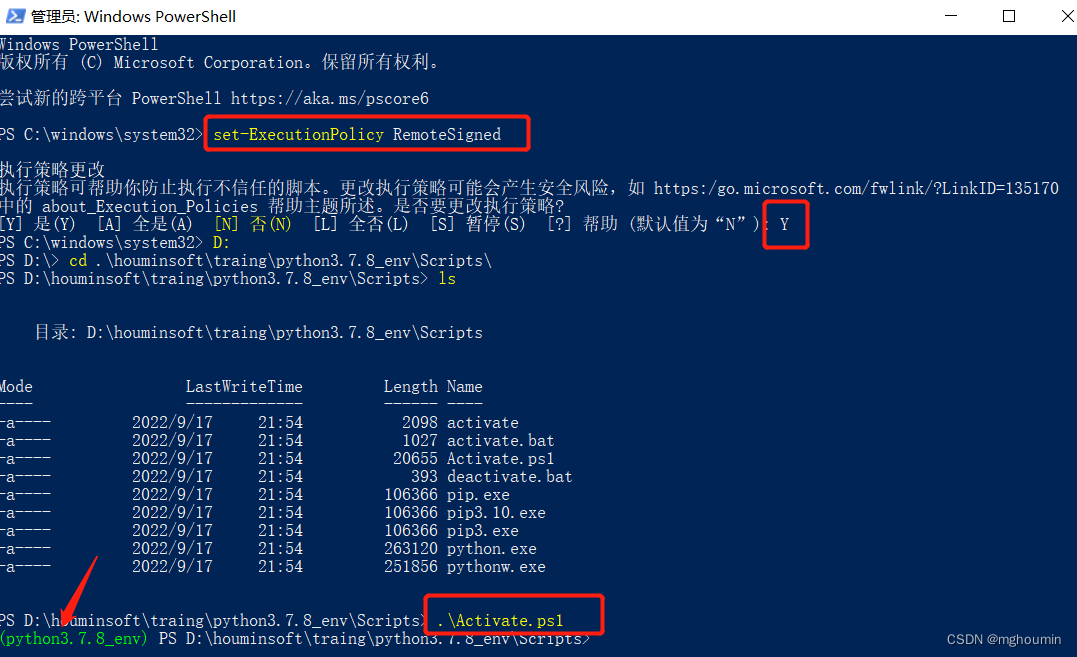 管理员: Windows PowerShell
Windows PowerShell
版权所有 (C) Microsoft Corporation。保留所有权利。
尝试新的跨平台 PowerShell https://aka.ms/pscore6
PS C:\windows\system32> set-ExecutionPolicy RemoteSigned
执行策略更改
执行策略可帮助你防止执行不信任的脚本。更改执行策略可能会产生安全风险，如 https:/go.microsoft.com/fwlink/?LinkID=135170
中的 about_Execution_Policies 帮助主题所述。是否要更改执行策略?
[Y] 是(Y)  [A] 全是(A)  [N] 否(N)  [L] 全否(L)  [S] 暂停(S)  [?] 帮助 (默认值为“N”): Y
PS C:\windows\system32> D:
PS D:\> cd .\houminsoft\traing\python3.7.8_env\Scripts\
PS D:\houminsoft\traing\python3.7.8_env\Scripts> ls
目录: D:\houminsoft\traing\python3.7.8_env\Scripts
Mode                 LastWriteTime         Length Name
----                 -------------         ------ ----
-a----         2022/9/17     21:54           2098 activate
-a----         2022/9/17     21:54           1027 activate.bat
-a----         2022/9/17     21:54          20655 Activate.ps1
-a----         2022/9/17     21:54            393 deactivate.bat
-a----         2022/9/17     21:54         106366 pip.exe
-a----         2022/9/17     21:54         106366 pip3.10.exe
-a----         2022/9/17     21:54         106366 pip3.exe
-a----         2022/9/17     21:54         263120 python.exe
-a----         2022/9/17     21:54         251856 pythonw.exe
PS D:\houminsoft\traing\python3.7.8_env\Scripts> .\Activate.ps1
(python3.7.8_env) PS D:\houminsoft\traing\python3.7.8_env\Scripts>
CSDN @mghoumin